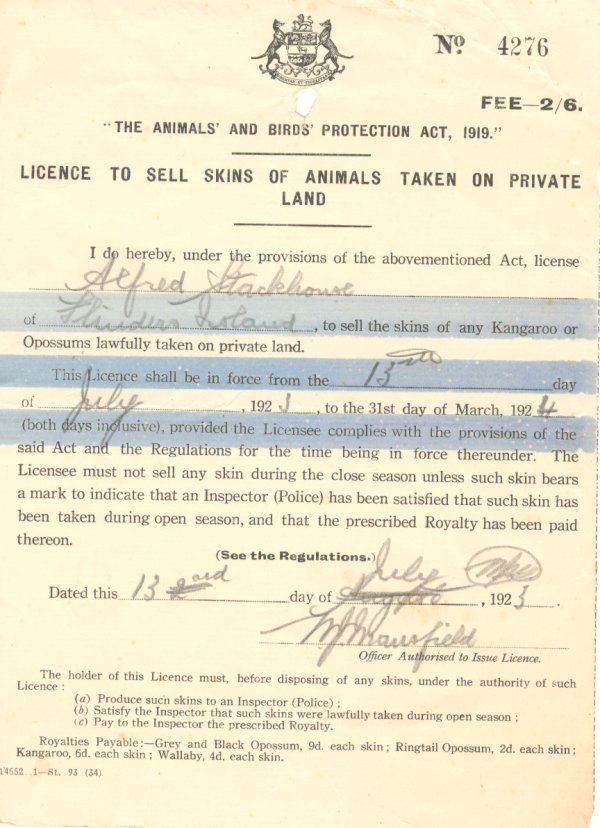 No. 4276
FEE—2/6.
"THE ANIMALS' AND BIRDS' PROTECTION ACT, 1919."
LICENCE TO SELL SKINS OF ANIMALS TAKEN ON PRIVATE
LAND
I do hereby, under the provisions of the abovementioned Act, license
Alfred Stackhouse
of Flinders Island, to sell the skins of any Kangaroo or
Opossums lawfully taken on private land.
This Licence shall be in force from the 13th day
of July, 1923, to the 31st day of March, 1924
(both days inclusive), provided the Licensee complies with the provisions of the
said Act and the Regulations for the time being in force thereunder. The
Licensee must not sell any skin during the close season unless such skin bears
a mark to indicate that an Inspector (Police) has been satisfied that such skin has
been taken during open season, and that the prescribed Royalty has been paid
thereon.
(See the Regulations.)
July
Dated this 13 2nd day of August, 1923.
W Mansfield
Officer Authorised to Issue Licence.
The holder of this Licence must, before disposing of any skins, under the authority of such
Licence :
(a) Produce such skins to an Inspector (Police) ;
(b) Satisfy the Inspector that such skins were lawfully taken during open season ;
(c) Pay to the Inspector the prescribed Royalty.
Royalties Payable:—Grey and Black Opossum, 9d. each skin ; Ringtail Opossum, 2d. each skin ;
Kangaroo, 6d. each skin ; Wallaby, 4d. each skin.
14652 1—St. 93 (34)